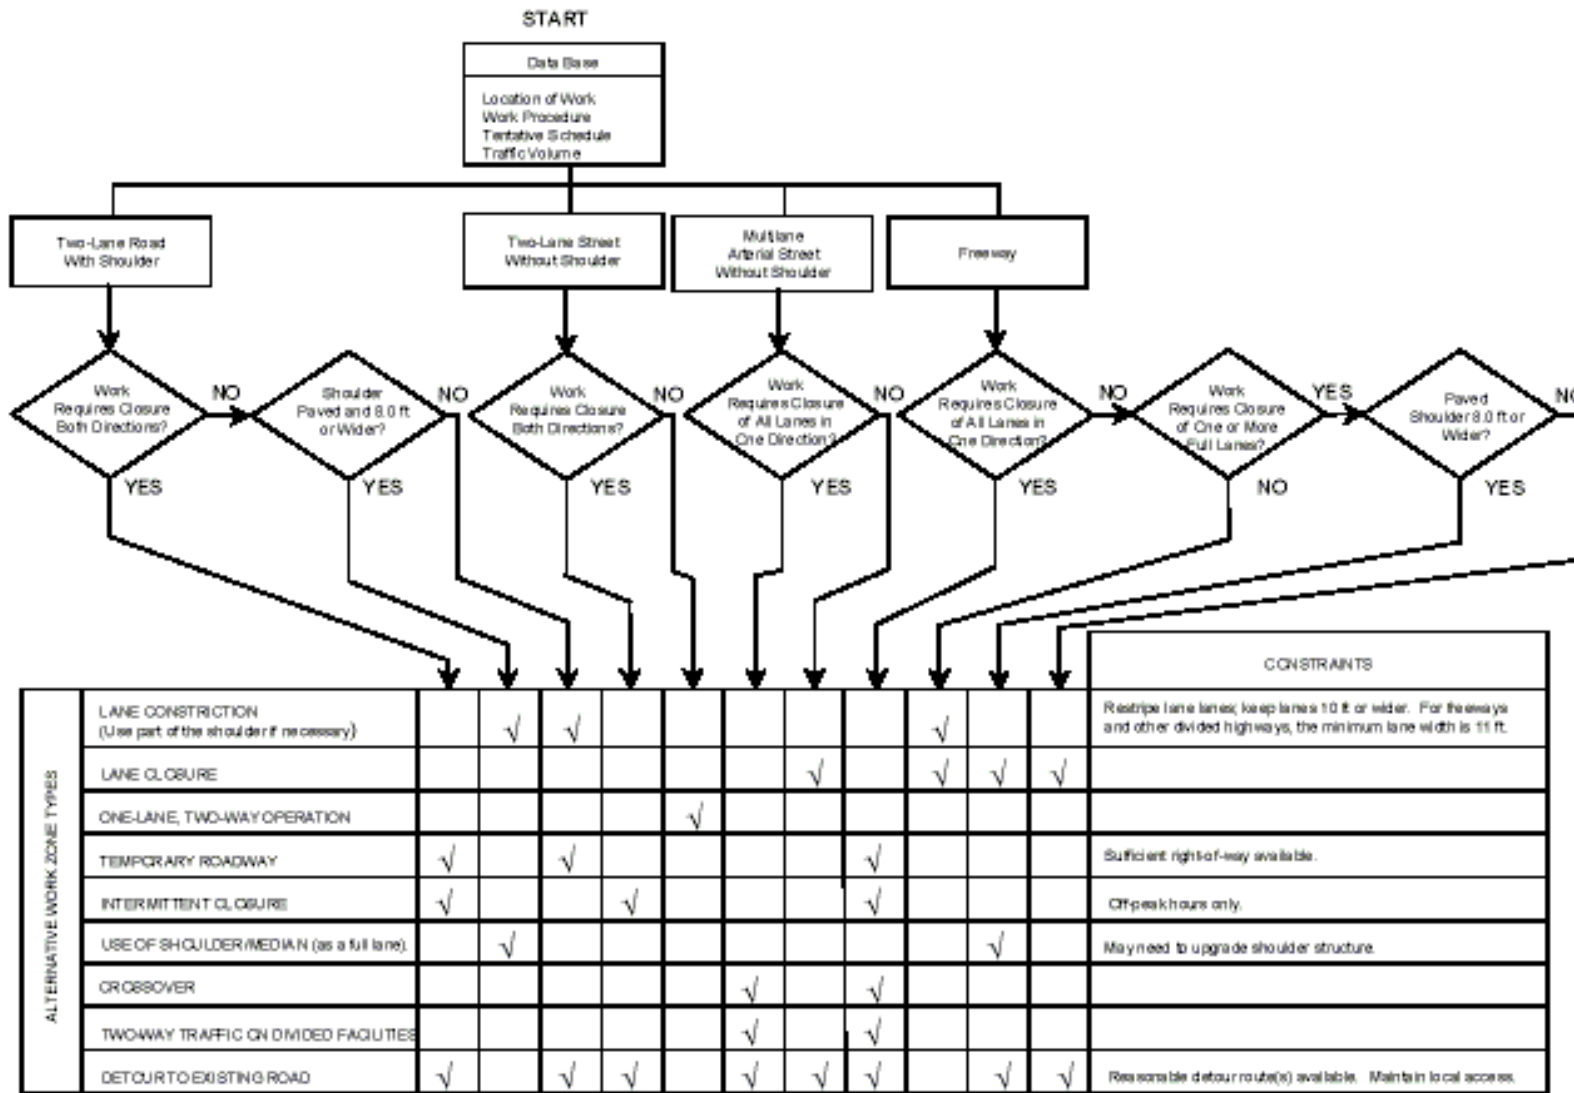 START
Data Base
Location of Work
Work Procedure
Tentative Schedule
Traffic Volume
Two-Lane Road
With Shoulder
Two-Lane Street
Without Shoulder
Multilane
Arterial Street
Without Shoulder
Freeway
Work
Requires Closure
Both Directions?
NO
YES
Shoulder
Paved and 8.0 ft
or Wider?
NO
YES
Work
Requires Closure
Both Directions?
NO
YES
Work
Requires Closure
of All Lanes in
One Direction?
NO
YES
Work
Requires Closure
of All Lanes in
One Direction?
NO
YES
Work
Requires Closure
of One or More
Full Lanes?
YES
NO
Paved
Shoulder 8.0 ft or
Wider?
NO
YES
CONSTRAINTS
ALTERNATIVE WORK ZONE TYPES
LANE CONSTRICTION
(Use part of the shoulder if necessary)
√ √ √
Restripe lane lanes; keep lanes 10 ft or wider. For freeways
and other divided highways, the minimum lane width is 11 ft.
LANE CLOSURE
√ √ √ √
ONE-LANE, TWO-WAY OPERATION
√
TEMPORARY ROADWAY
√ √ √
Sufficient right-of-way available.
INTERMITTENT CLOSURE
√ √ √
Off-peak hours only.
USE OF SHOULDER/MEDIAN (as a full lane).
√ √
May need to upgrade shoulder structure.
CROSSOVER
√ √
TWO-WAY TRAFFIC ON DIVIDED FACILITIES
√ √
DETOUR TO EXISTING ROAD
√ √ √ √ √ √ √ √
Reasonable detour route(s) available. Maintain local access.